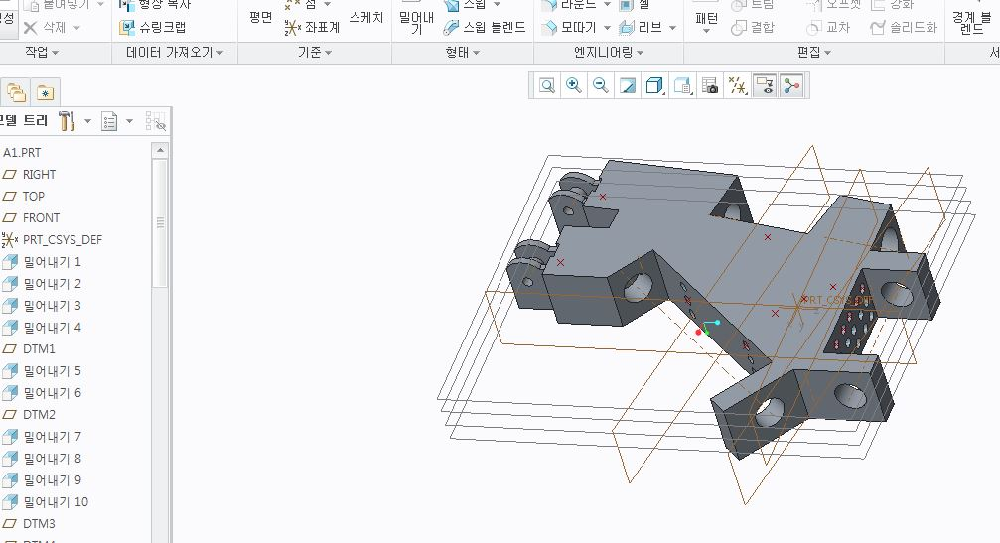 붙여넣기 형상 복사 점 스윕 라운드 쉘 트림 오프셋 강화
평면 스케치 밀어내기 패턴 경계 블렌드
삭제 슈링크랩 좌표계 스윕 블렌드 모따기 리브 결합 교차 솔리드화
작업 데이터 가져오기 기준 형태 엔지니어링 편집
모델 트리
A1.PRT
RIGHT
TOP
FRONT
PRT_CSYS_DEF
밀어내기 1
밀어내기 2
밀어내기 3
밀어내기 4
DTM1
밀어내기 5
밀어내기 6
DTM2
밀어내기 7
밀어내기 8
밀어내기 9
밀어내기 10
DTM3
PRT_CSYS_DEF